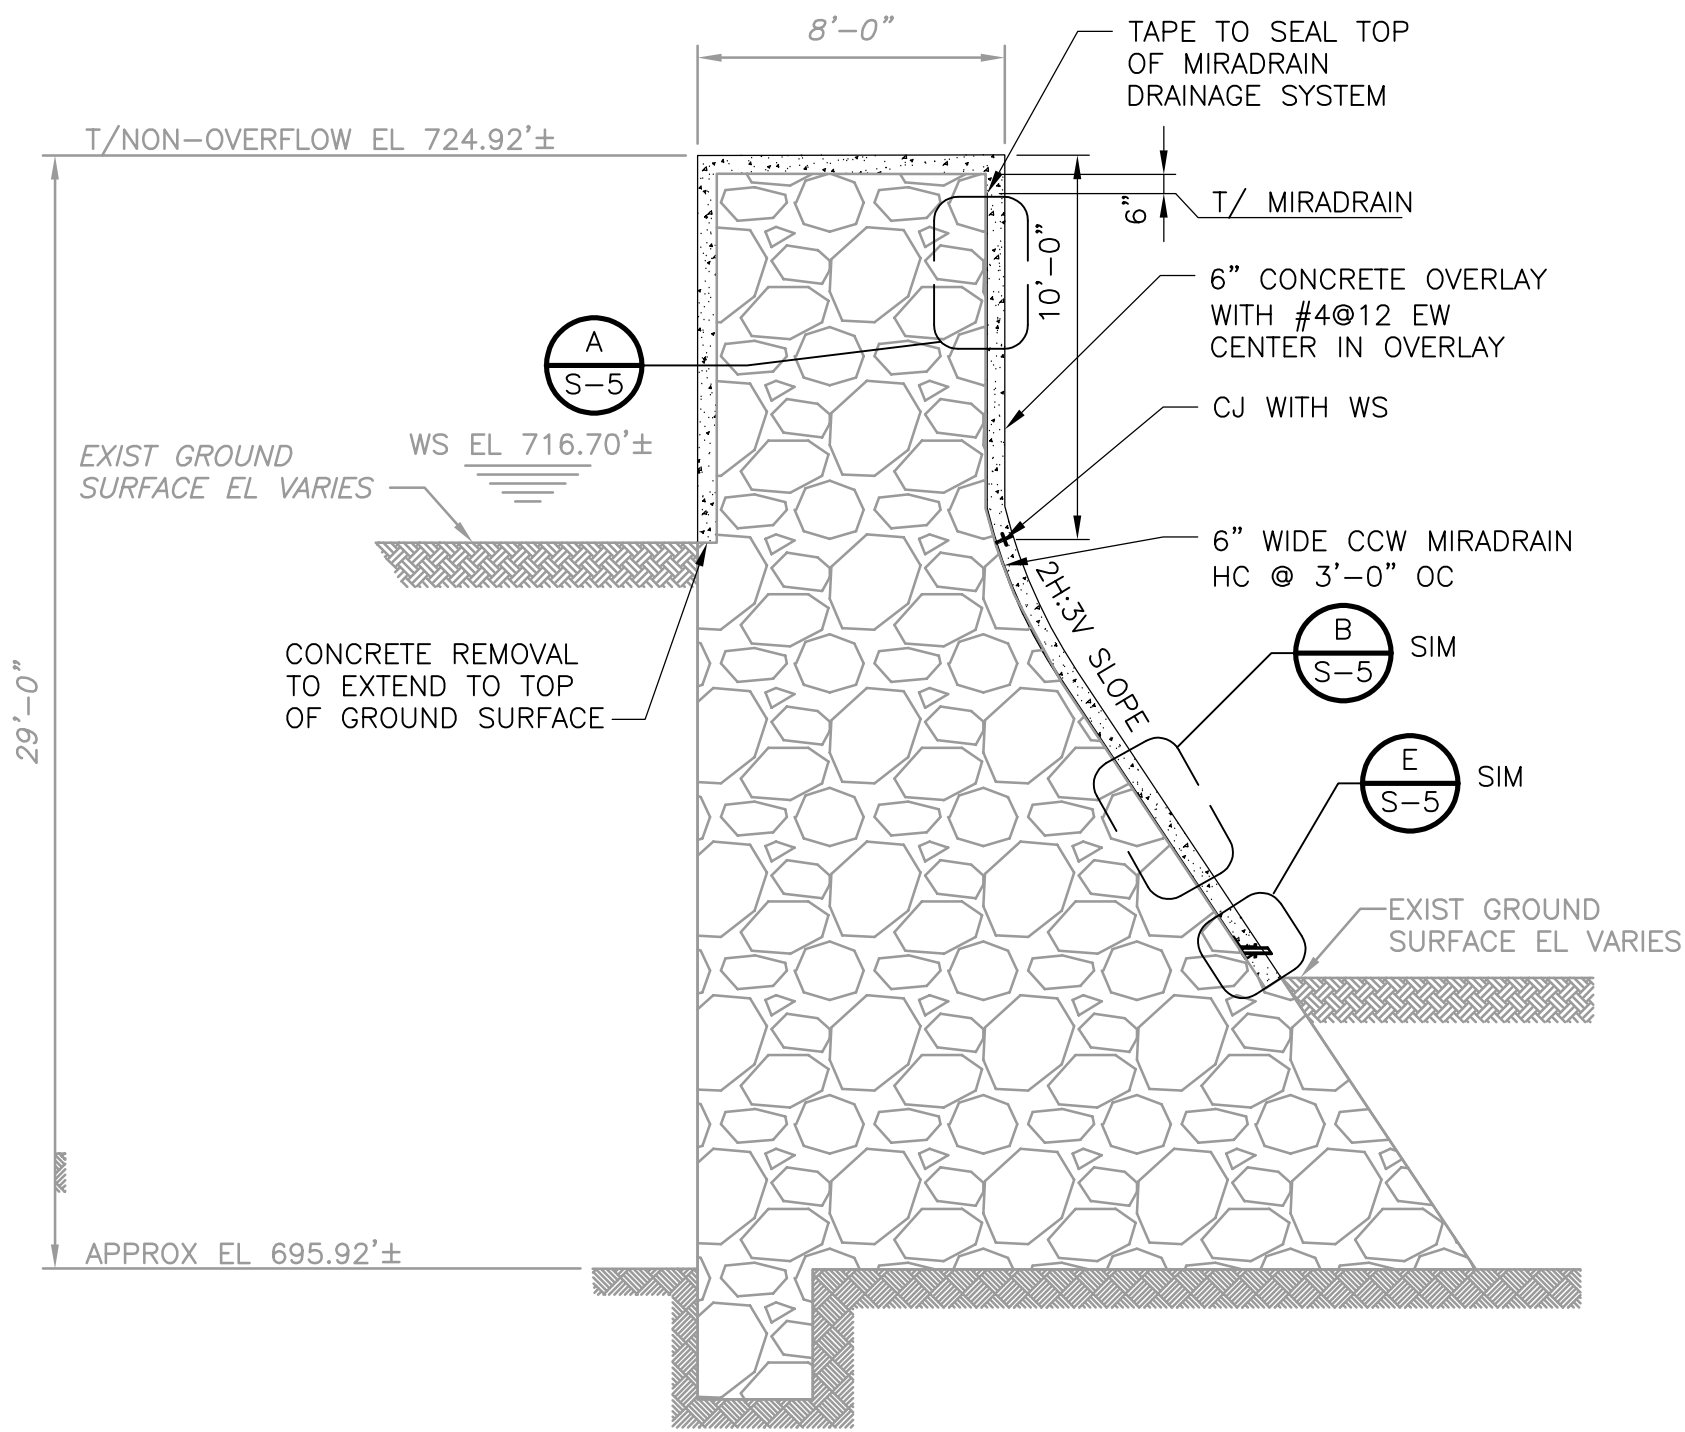 8'-0"
TAPE TO SEAL TOP
OF MIRADRAIN
DRAINAGE SYSTEM
T/NON-OVERFLOW EL 724.92'±
6"
T/ MIRADRAIN
10'-0"
6" CONCRETE OVERLAY
WITH #4@12 EW
CENTER IN OVERLAY
A
S-5
CJ WITH WS
WS EL 716.70'±
EXIST GROUND
SURFACE EL VARIES
6" WIDE CCW MIRADRAIN
HC @ 3'-0" OC
2H:3V SLOPE
B
S-5
SIM
CONCRETE REMOVAL
TO EXTEND TO TOP
OF GROUND SURFACE
29'-0"
E
S-5
SIM
EXIST GROUND
SURFACE EL VARIES
APPROX EL 695.92'±